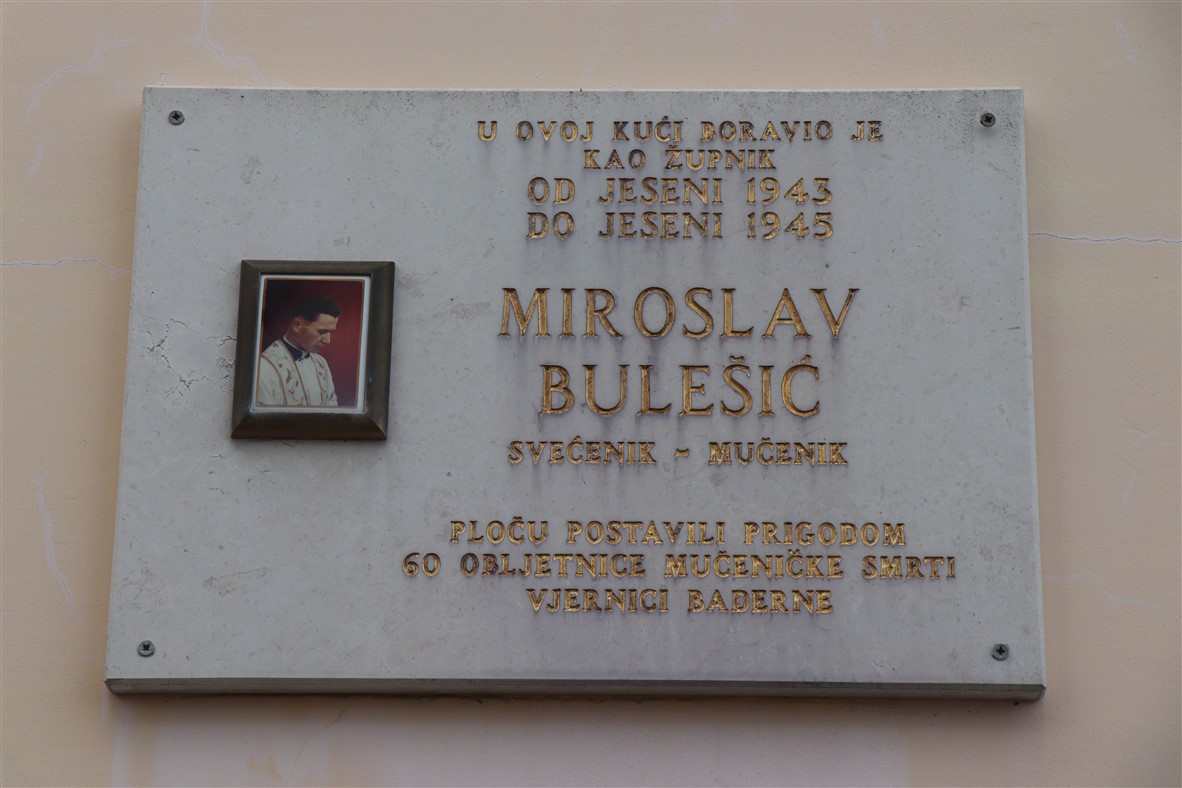 U OVOJ KUĆI BORAVIO JE
KAO ŽUPNIK
OD JESENI 1943
DO JESENI 1945
MIROSLAV
BULEŠIĆ
SVEĆENIK - MUČENIK
PLOČU POSTAVILI PRIGODOM
60 OBLJETNICE MUČENIČKE SMRTI
VJERNICI BADERNE